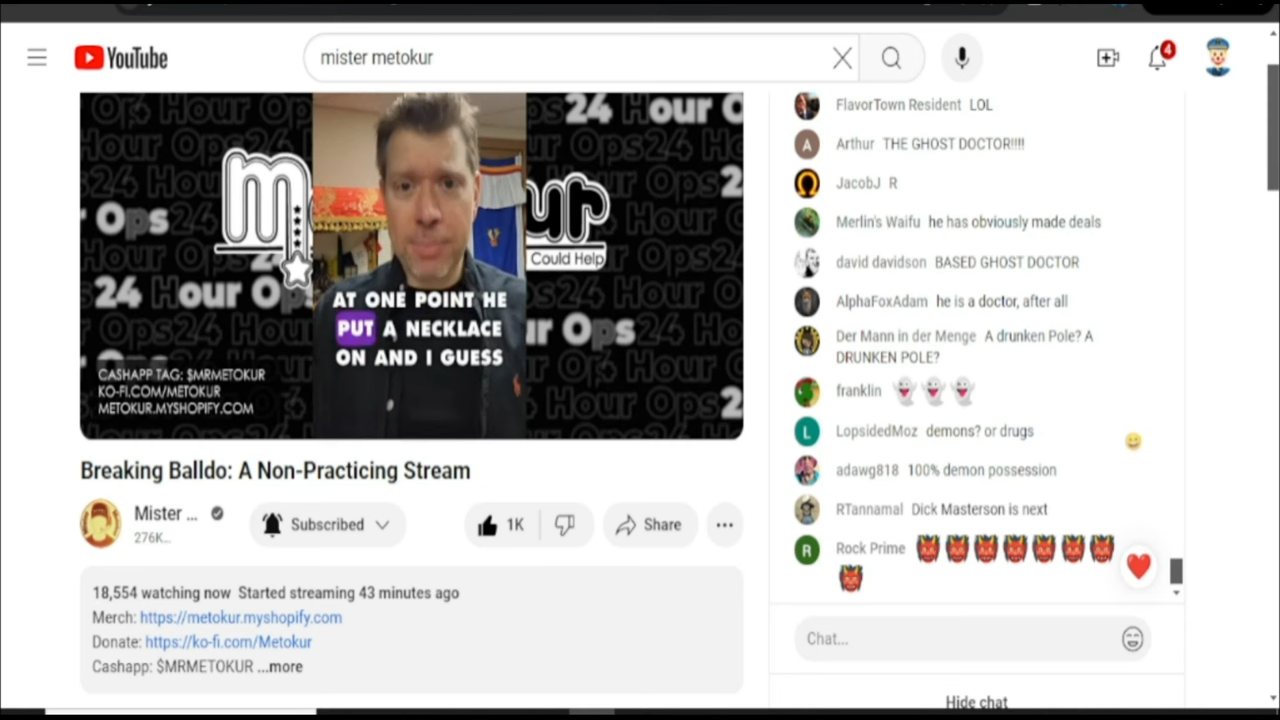 YouTube
mister metokur
4
24 Hour Ops
Could Help
AT ONE POINT HE
PUT A NECKLACE
ON AND I GUESS
CASHAPP TAG: $MRMETOKUR
KO-FI.COM/METOKUR
METOKUR.MYSHOPIFY.COM
Breaking Balldo: A Non-Practicing Stream
Mister ...
276K...
Subscribed
1K
Share
18,554 watching now Started streaming 43 minutes ago
Merch: https://metokur.myshopify.com
Donate: https://ko-fi.com/Metokur
Cashapp: $MRMETOKUR ...more
FlavorTown Resident LOL
A Arthur THE GHOST DOCTOR!!!!
JacobJ R
Merlin's Waifu he has obviously made deals
david davidson BASED GHOST DOCTOR
AlphaFoxAdam he is a doctor, after all
Der Mann in der Menge A drunken Pole? A
DRUNKEN POLE?
franklin 👻👻👻
L LopsidedMoz demons? or drugs
adawg818 100% demon possession
RTannamal Dick Masterson is next
R Rock Prime 👹👹👹👹👹👹👹
👹
Chat...
Hide chat